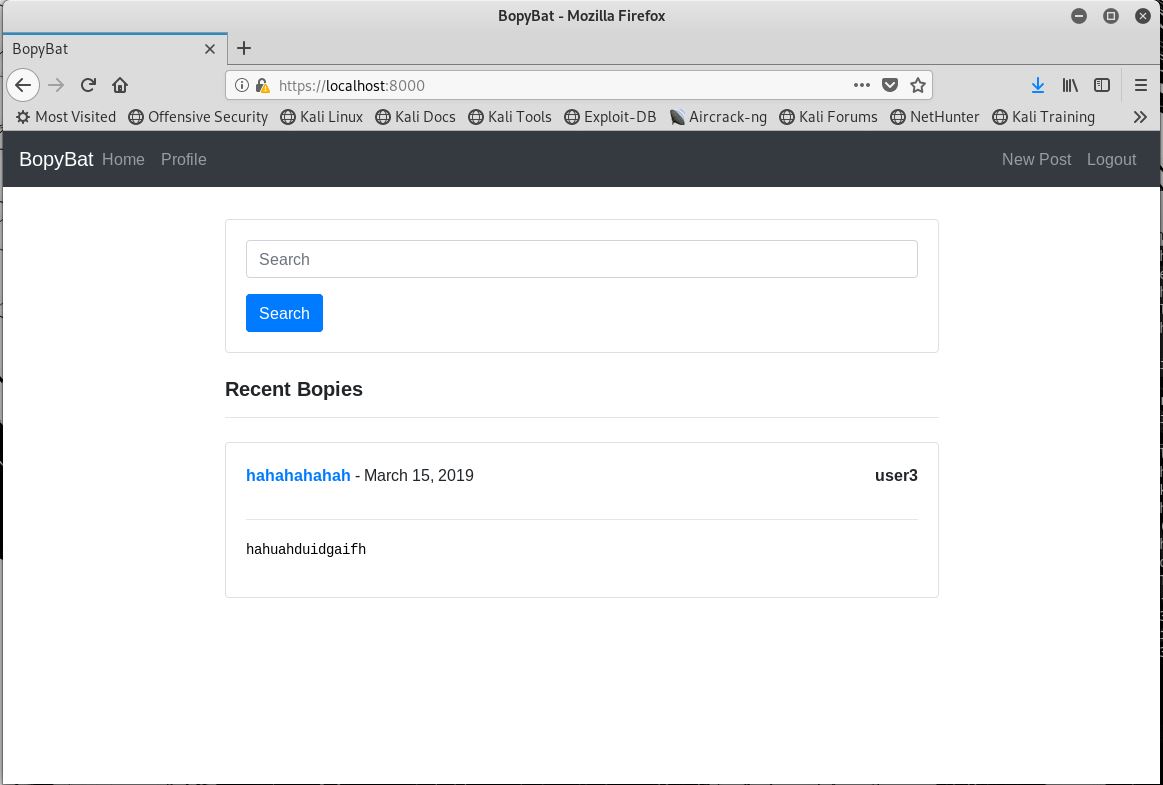 BopyBat - Mozilla Firefox
BopyBat
https://localhost:8000
Most Visited Offensive Security Kali Linux Kali Docs Kali Tools Exploit-DB Aircrack-ng Kali Forums NetHunter Kali Training
BopyBat Home Profile New Post Logout
Search
Search
Recent Bopies
hahahahahah - March 15, 2019 user3
hahuahduidgaifh